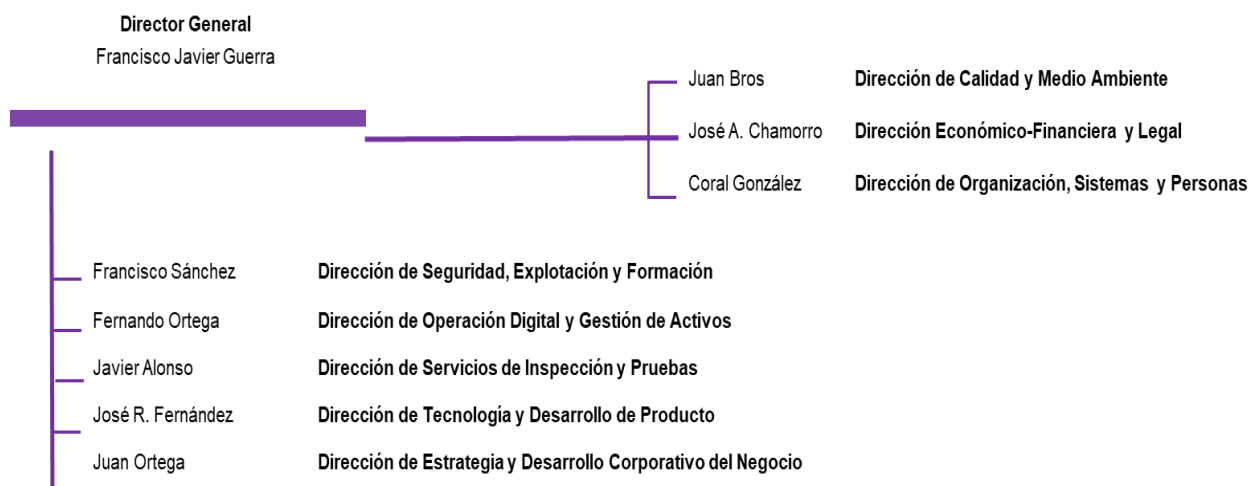 Director General
Francisco Javier Guerra
Juan Bros Dirección de Calidad y Medio Ambiente
José A. Chamorro Dirección Económico-Financiera y Legal
Coral González Dirección de Organización, Sistemas y Personas
Francisco Sánchez Dirección de Seguridad, Explotación y Formación
Fernando Ortega Dirección de Operación Digital y Gestión de Activos
Javier Alonso Dirección de Servicios de Inspección y Pruebas
José R. Fernández Dirección de Tecnología y Desarrollo de Producto
Juan Ortega Dirección de Estrategia y Desarrollo Corporativo del Negocio